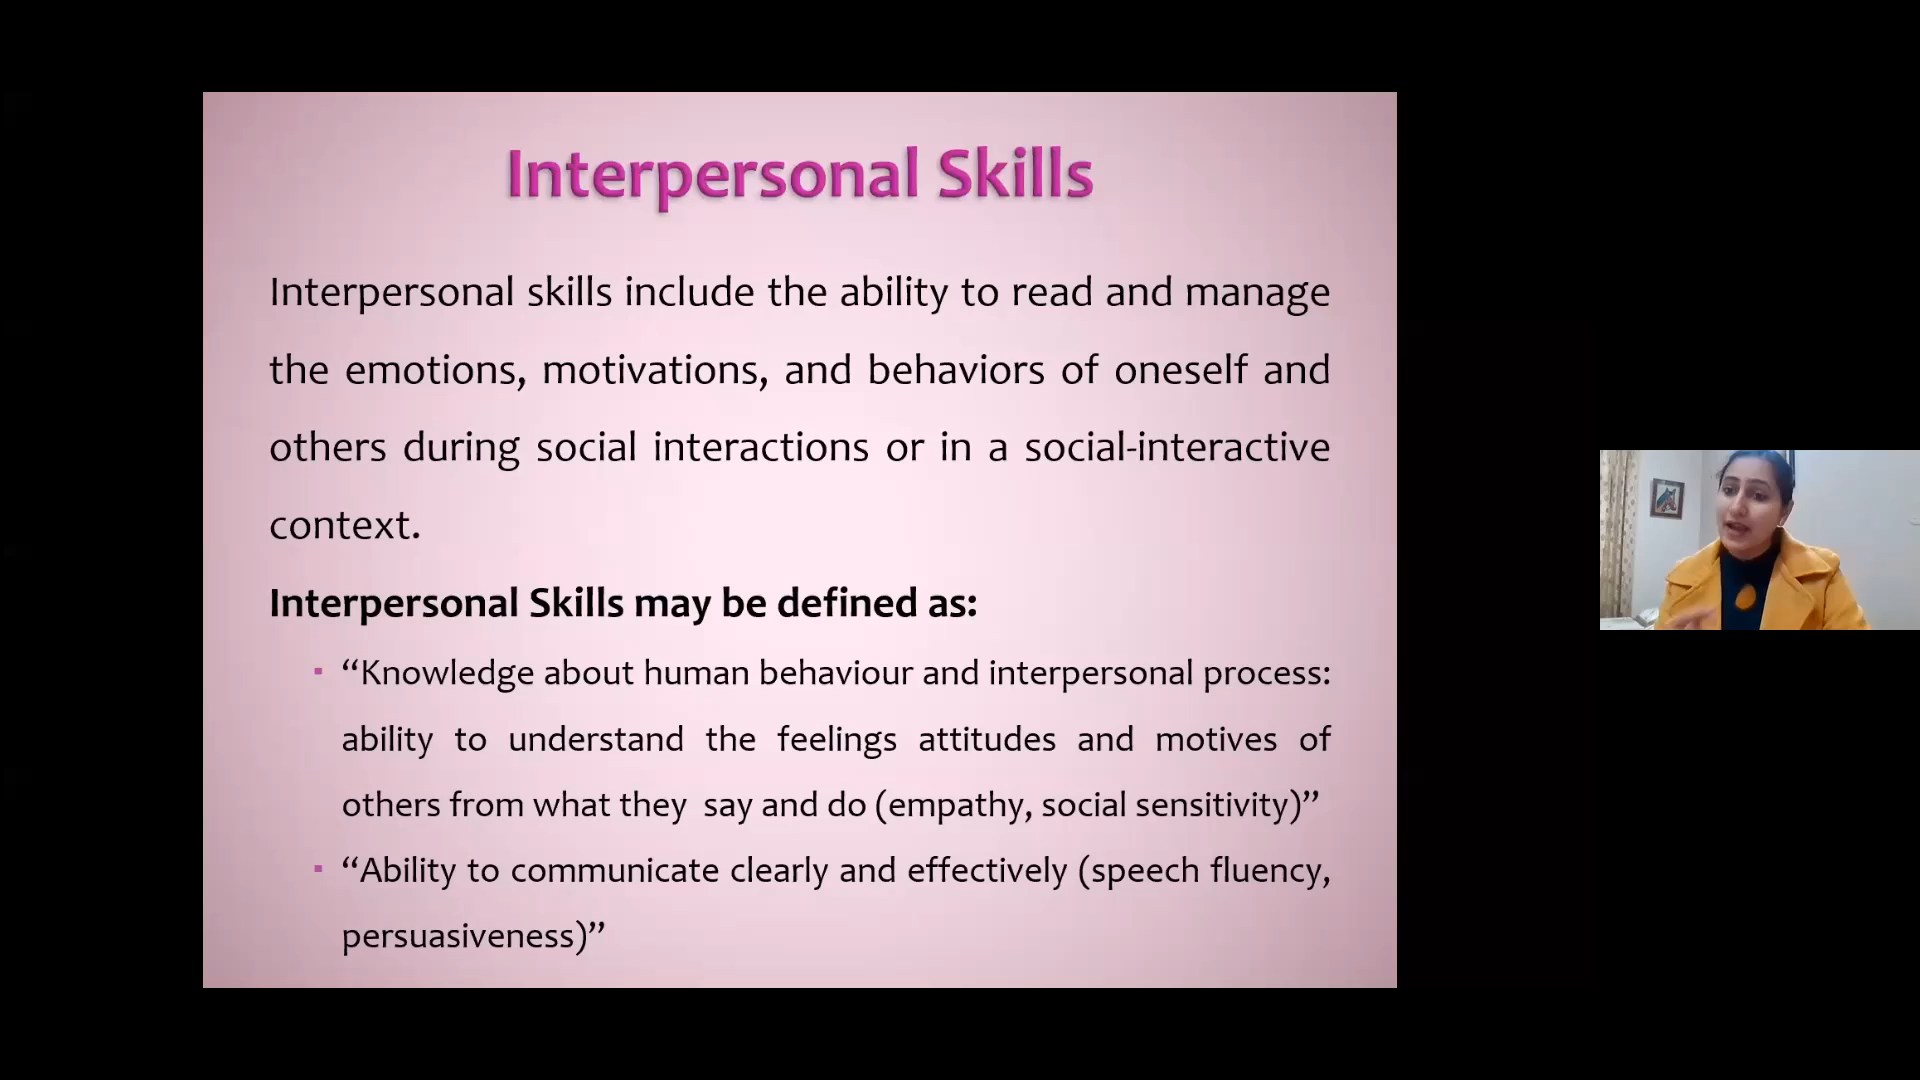 Interpersonal Skills
Interpersonal skills include the ability to read and manage
the emotions, motivations, and behaviors of oneself and
others during social interactions or in a social-interactive
context.
Interpersonal Skills may be defined as:
▪ “Knowledge about human behaviour and interpersonal process:
ability to understand the feelings attitudes and motives of
others from what they  say and do (empathy, social sensitivity)”
▪ “Ability to communicate clearly and effectively (speech fluency,
persuasiveness)”